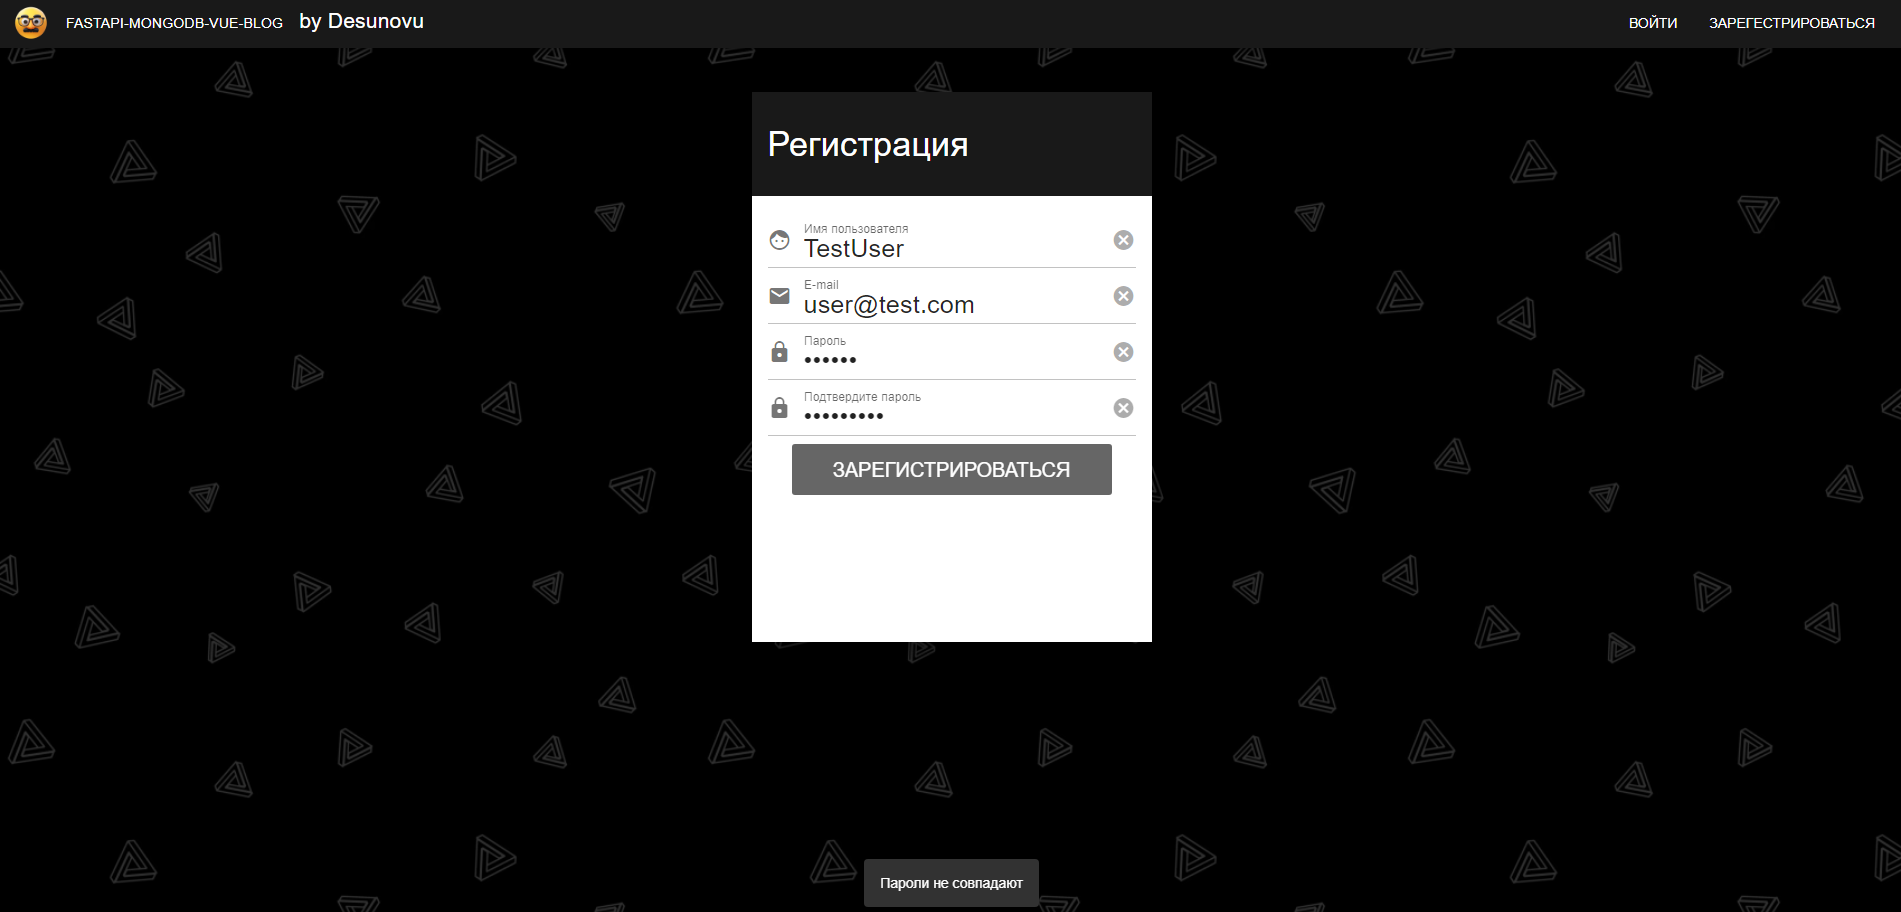 FASTAPI-MONGODB-VUE-BLOG by Desunovu ВОЙТИ ЗАРЕГЕСТРИРОВАТЬСЯ
Регистрация
Имя пользователя
TestUser
E-mail
user@test.com
Пароль
••••••
Подтвердите пароль
•••••••••
ЗАРЕГИСТРИРОВАТЬСЯ
Пароли не совпадают